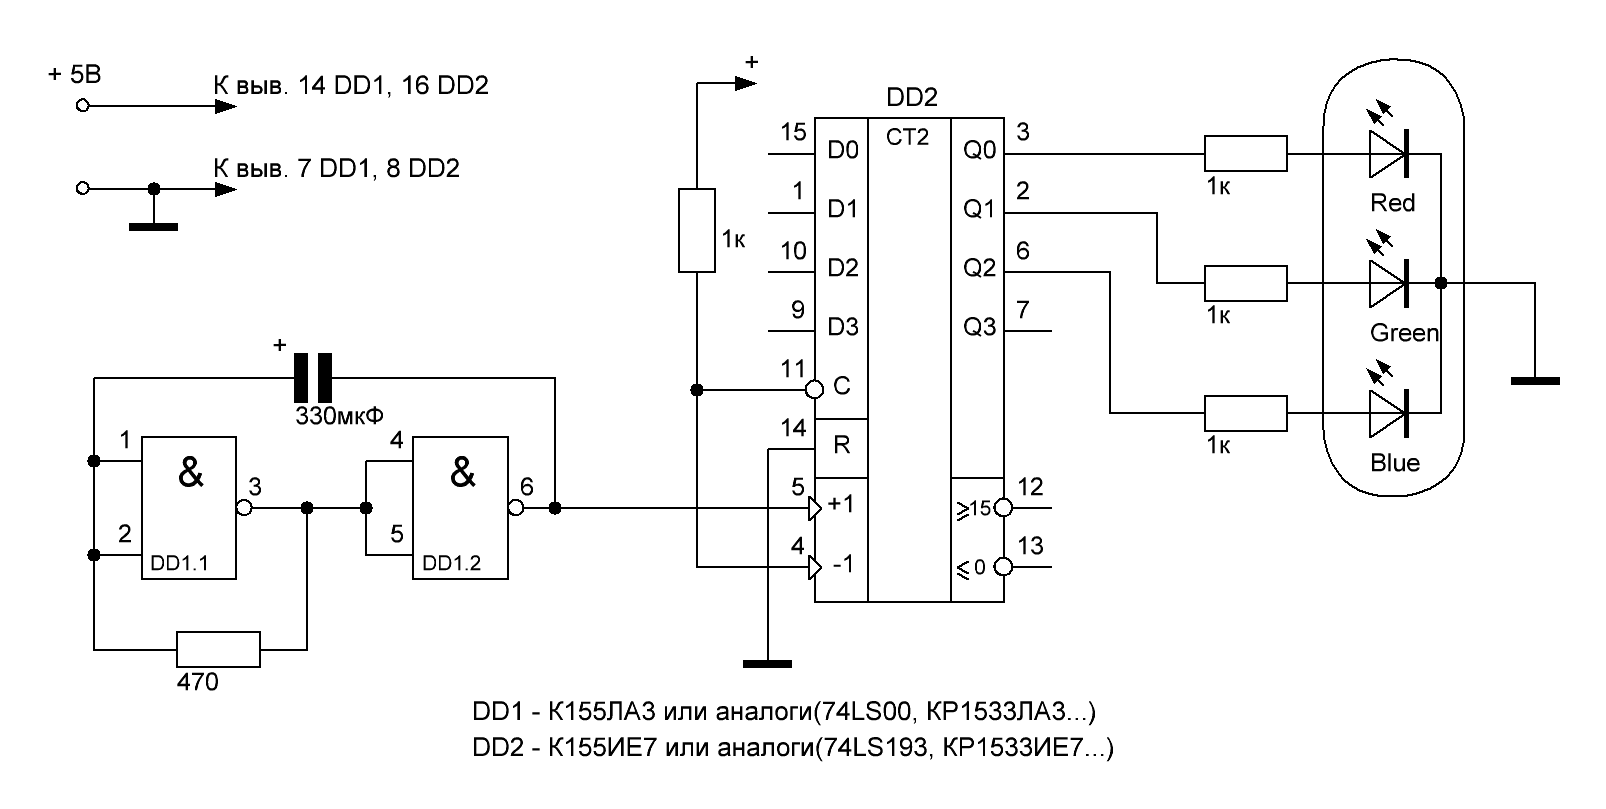 + 5В
К выв. 14 DD1, 16 DD2
К выв. 7 DD1, 8 DD2
+
1к
DD2
CT2
15 D0
1 D1
10 D2
9 D3
11 C
14 R
5 +1
4 -1
Q0 3
Q1 2
Q2 6
Q3 7
≥15 12
≤0 13
1к
Red
1к
Green
1к
Blue
+
330мкФ
1
2
&
DD1.1
3
4
5
&
DD1.2
6
470
DD1 - К155ЛА3 или аналоги(74LS00, КР1533ЛА3...)
DD2 - К155ИЕ7 или аналоги(74LS193, КР1533ИЕ7...)